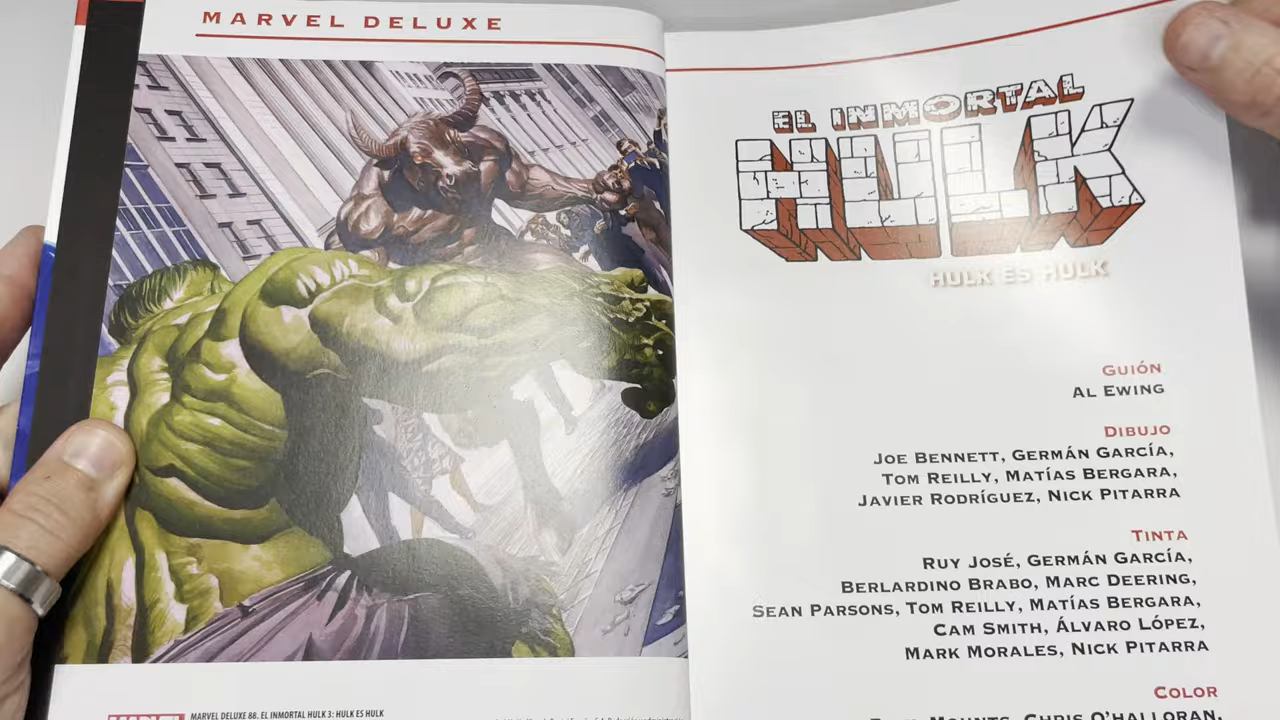 MARVEL DELUXE
MARVEL DELUXE 88. EL INMORTAL HULK 3: HULK ES HULK
EL INMORTAL
HULK
HULK ES HULK
GUIÓN
AL EWING
DIBUJO
JOE BENNETT, GERMÁN GARCÍA,
TOM REILLY, MATÍAS BERGARA,
JAVIER RODRÍGUEZ, NICK PITARRA
TINTA
RUY JOSÉ, GERMÁN GARCÍA,
BERLARDINO BRABO, MARC DEERING,
SEAN PARSONS, TOM REILLY, MATÍAS BERGARA,
CAM SMITH, ÁLVARO LÓPEZ,
MARK MORALES, NICK PITARRA
COLOR
MOUNTS, CHRIS O'HALLORAN,